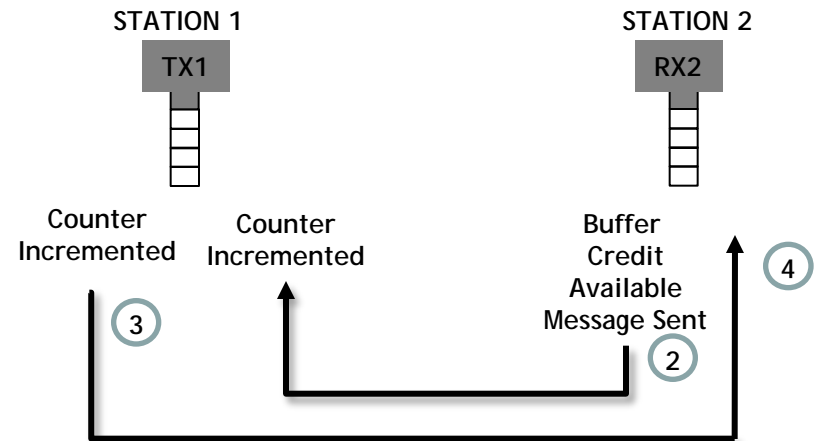 STATION 1
STATION 2
TX1
RX2
Counter
Incremented
Counter
Incremented
Buffer
Credit
Available
Message Sent
3
2
4